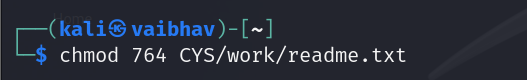 ┌──(kali㉿vaibhav)-[~]
└─$ chmod 764 CYS/work/readme.txt